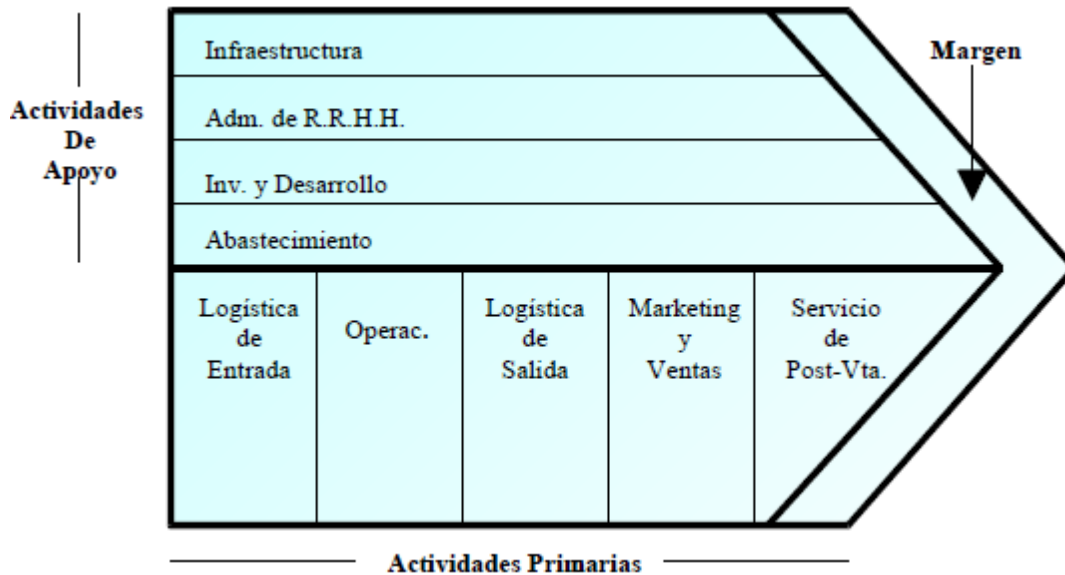 Actividades
De
Apoyo
Infraestructura
Adm. de R.R.H.H.
Inv. y Desarrollo
Abastecimiento
Margen
Logística
de
Entrada
Operac.
Logística
de
Salida
Marketing
y
Ventas
Servicio
de
Post-Vta.
Actividades Primarias